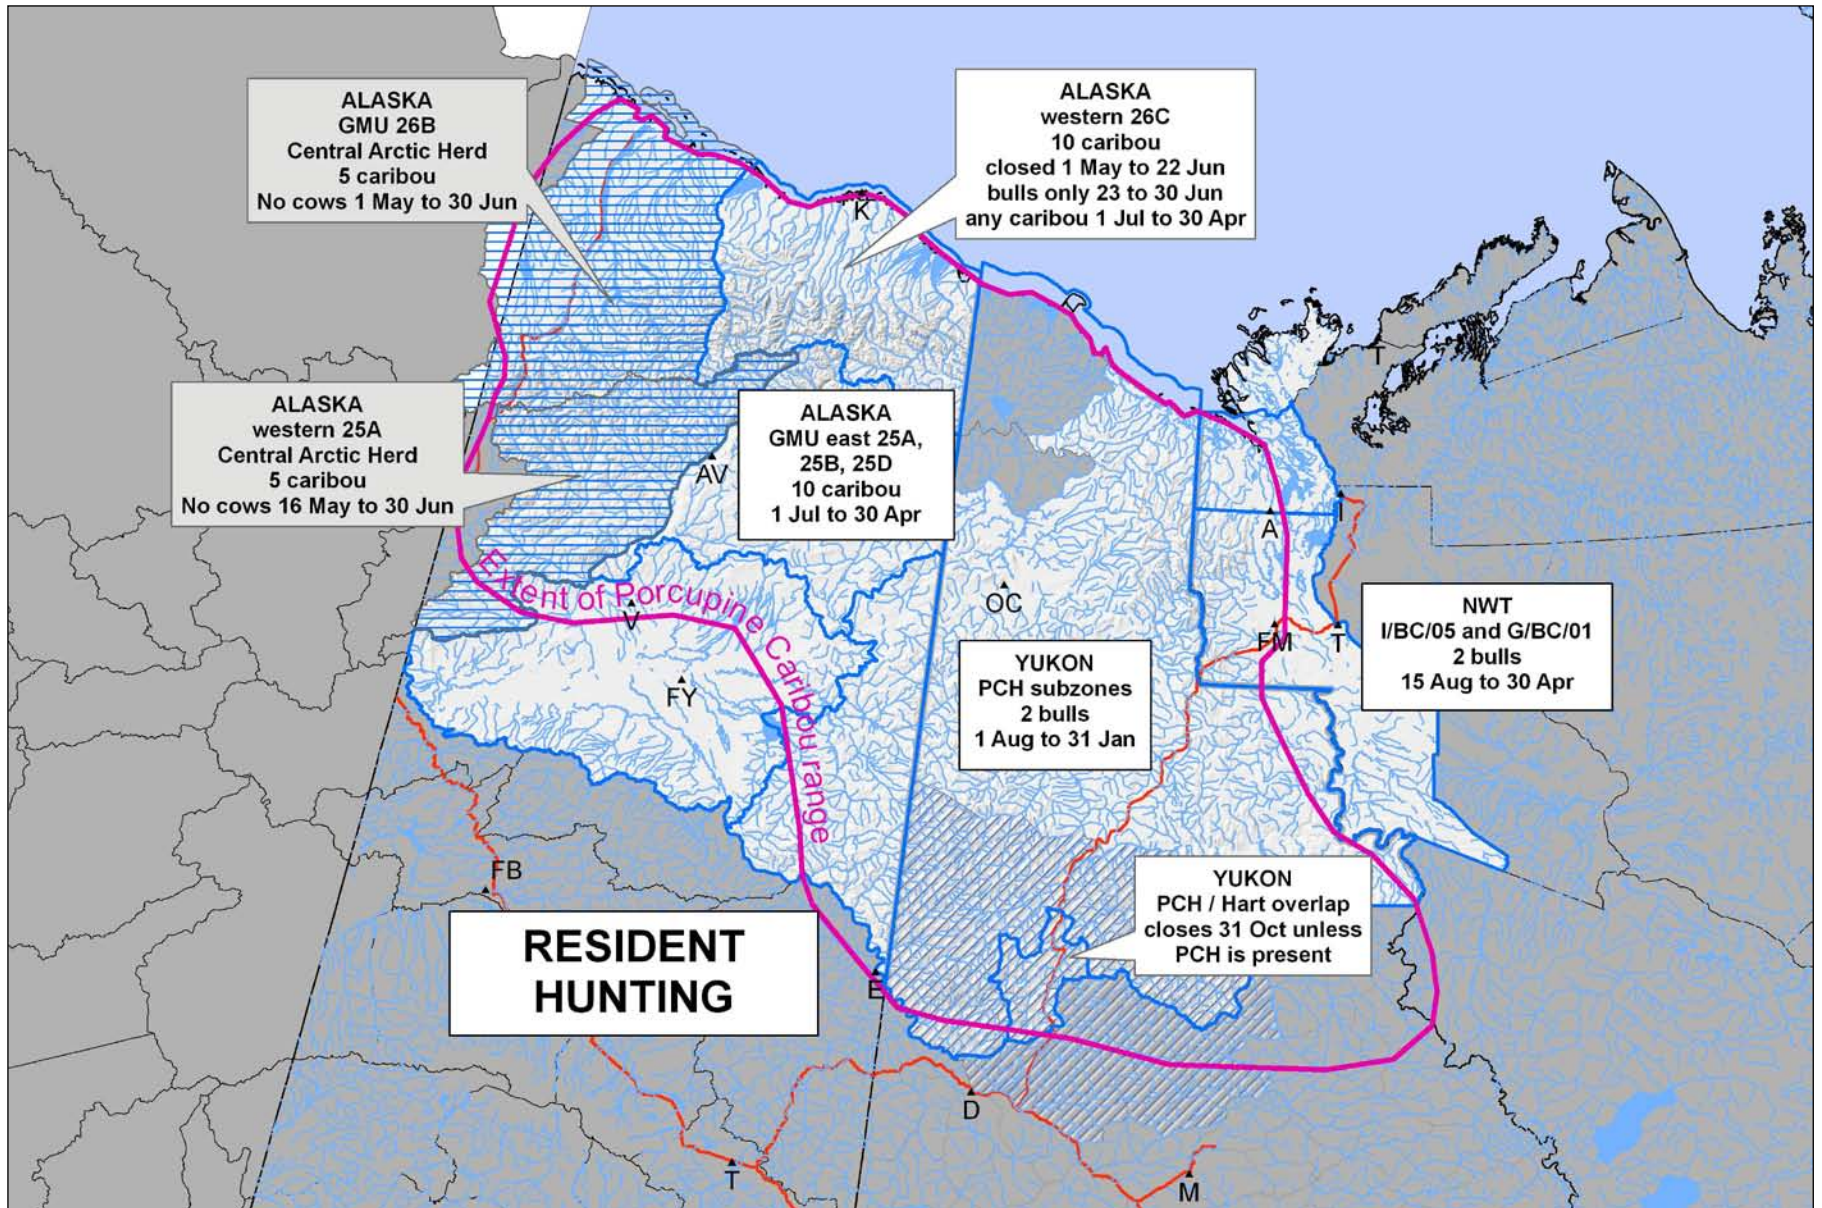 ALASKA
GMU 26B
Central Arctic Herd
5 caribou
No cows 1 May to 30 Jun
ALASKA
western 26C
10 caribou
closed 1 May to 22 Jun
bulls only 23 to 30 Jun
any caribou 1 Jul to 30 Apr
K
T
ALASKA
western 25A
Central Arctic Herd
5 caribou
No cows 16 May to 30 Jun
ALASKA
GMU east 25A,
25B, 25D
10 caribou
1 Jul to 30 Apr
AV
I
A
Extent of Porcupine Caribou range
V
OC
FM
T
NWT
I/BC/05 and G/BC/01
2 bulls
15 Aug to 30 Apr
FY
YUKON
PCH subzones
2 bulls
1 Aug to 31 Jan
FB
YUKON
PCH / Hart overlap
closes 31 Oct unless
PCH is present
RESIDENT
HUNTING
E
D
T
M